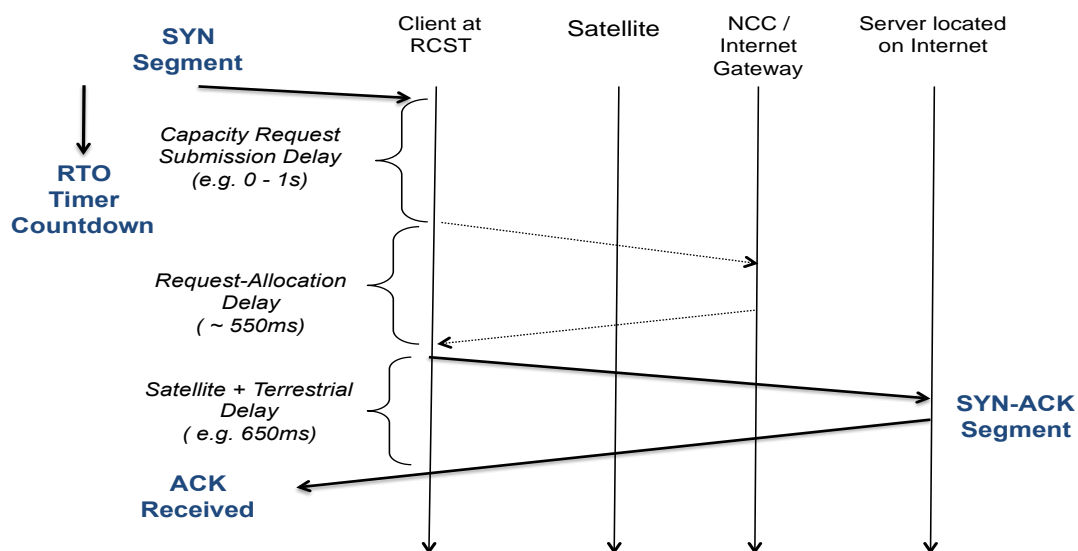 SYN
Segment
Client at
RCST
Satellite
NCC /
Internet
Gateway
Server located
on Internet
Capacity Request
Submission Delay
(e.g. 0 - 1s)
RTO
Timer
Countdown
Request-Allocation
Delay
( ~ 550ms)
Satellite + Terrestrial
Delay
( e.g. 650ms)
SYN-ACK
Segment
ACK
Received